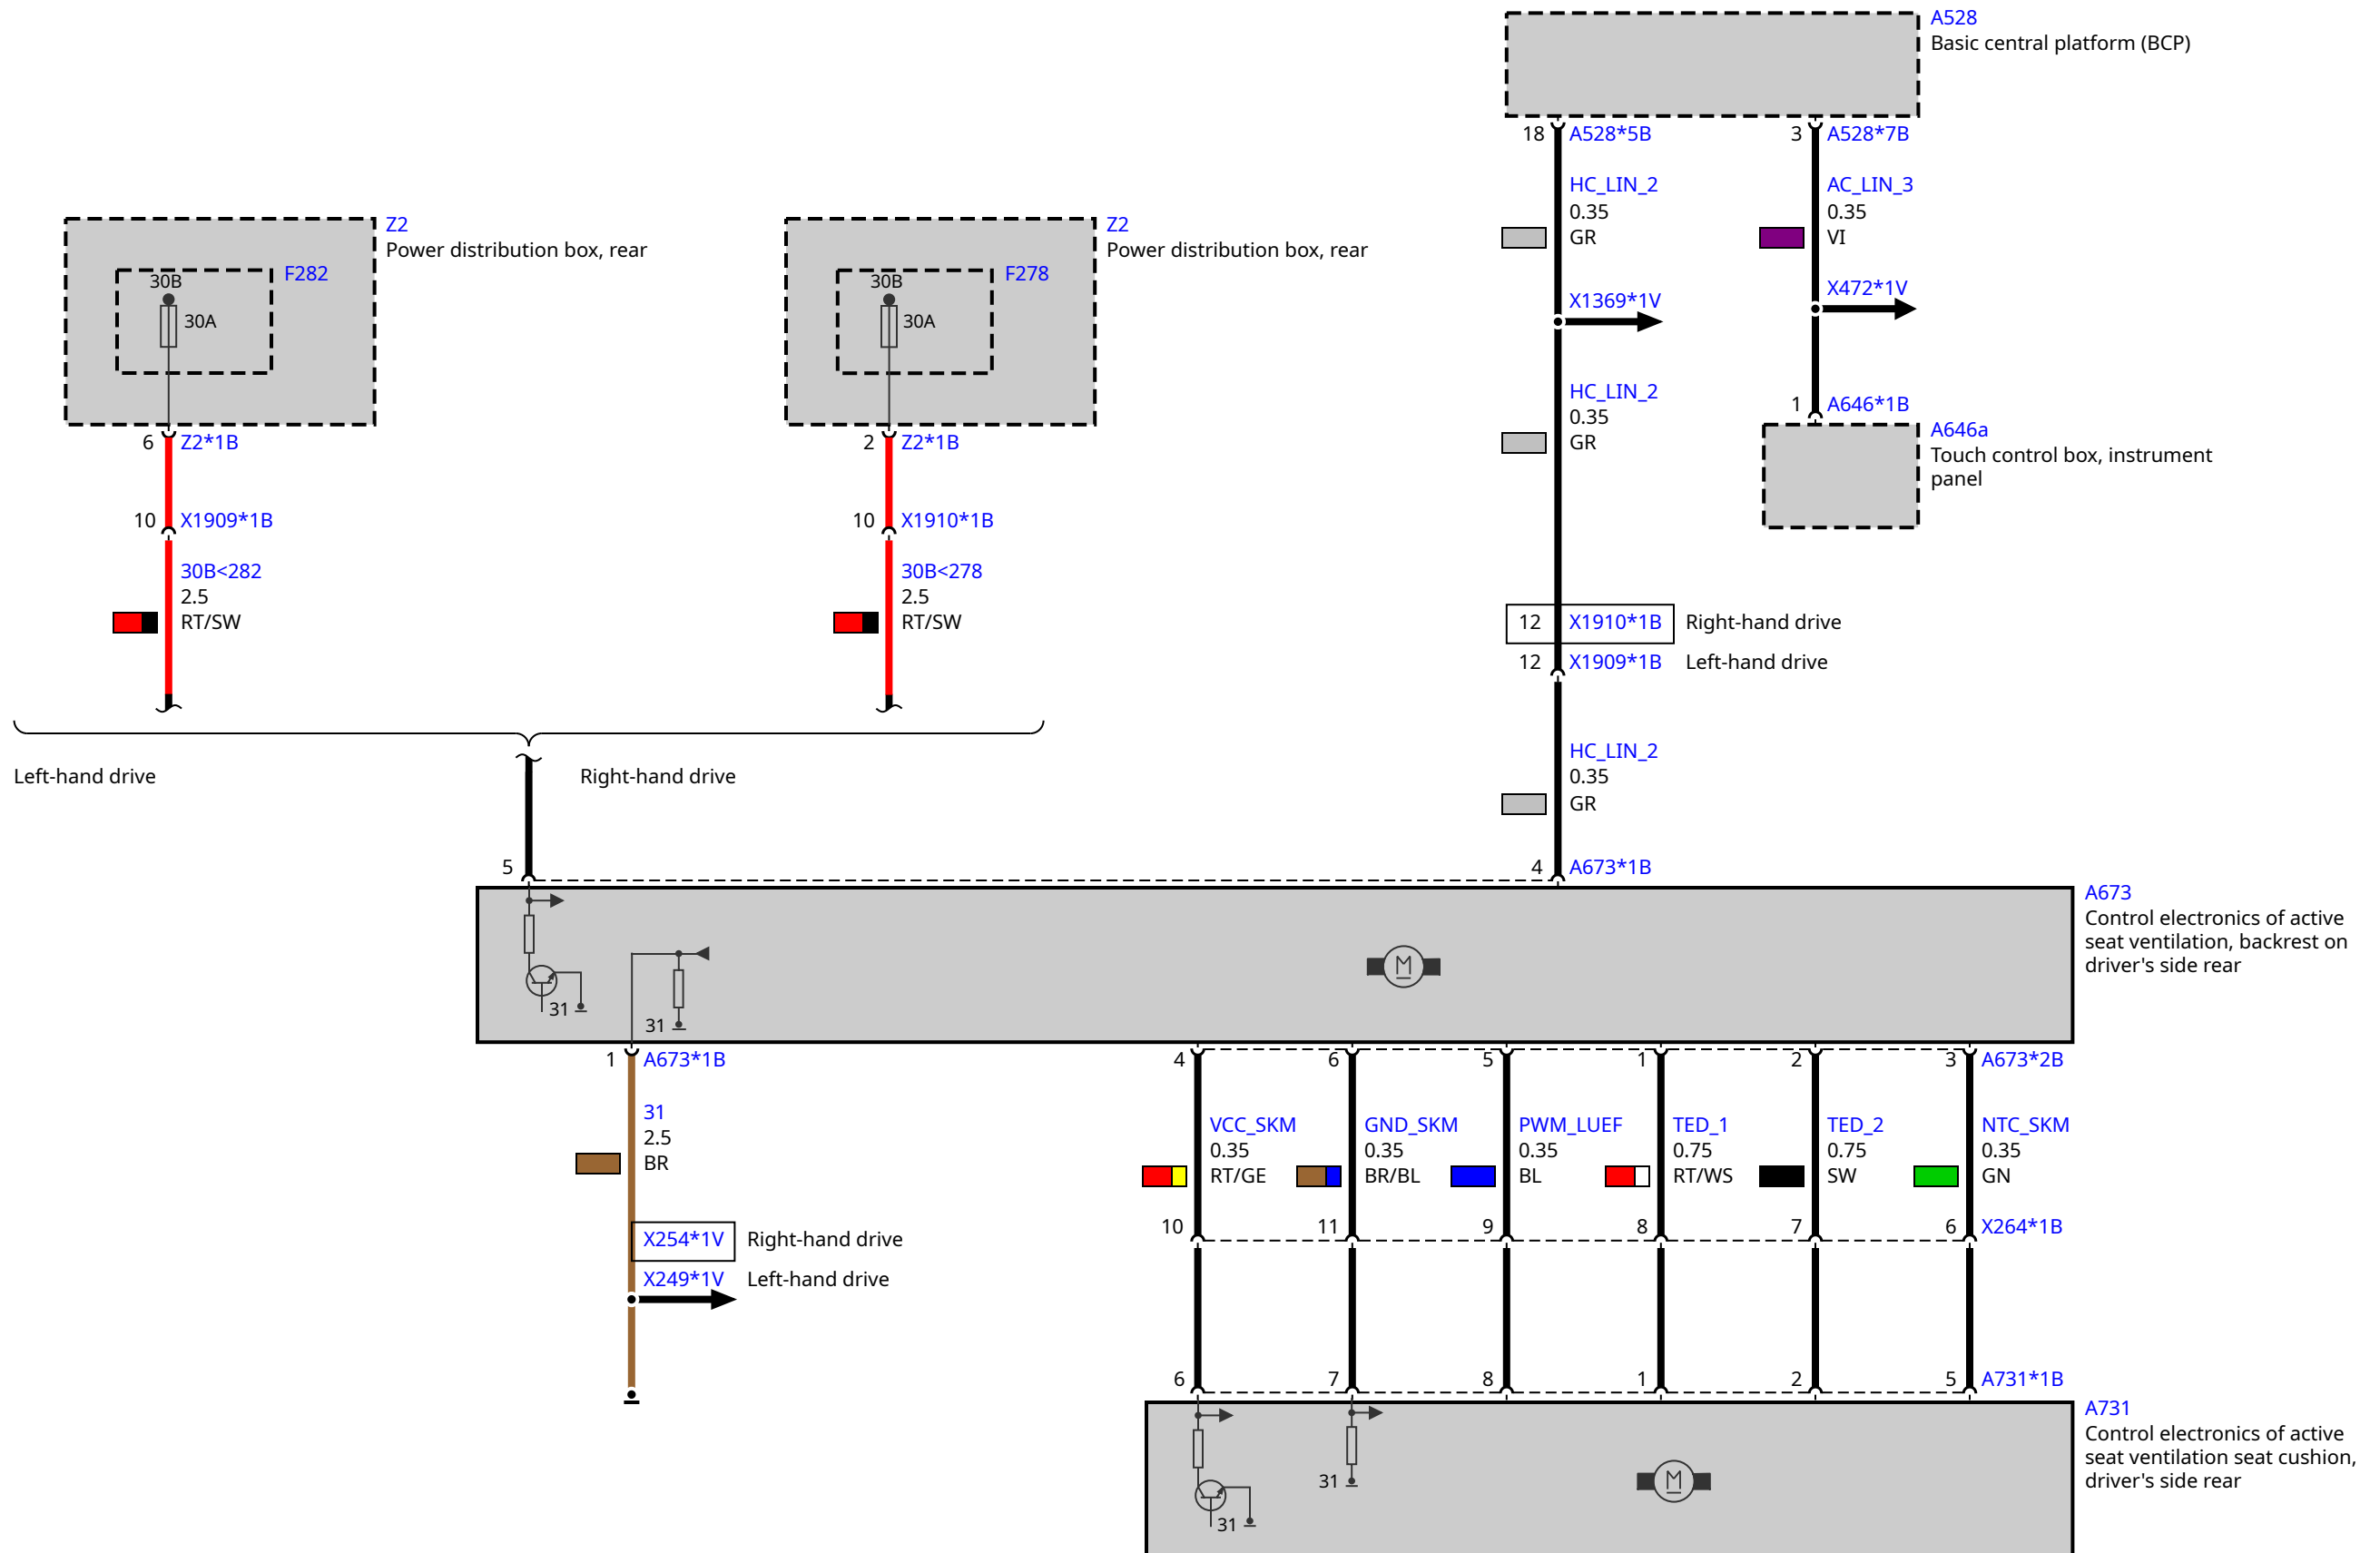 A528
Basic central platform (BCP)
18 A528*5B
3 A528*7B
HC_LIN_2
0.35
GR
AC_LIN_3
0.35
VI
X1369*1V
X472*1V
HC_LIN_2
0.35
GR
1 A646*1B
A646a
Touch control box, instrument
panel
Z2
Power distribution box, rear
F282
30B
30A
6 Z2*1B
10 X1909*1B
30B<282
2.5
RT/SW
Z2
Power distribution box, rear
F278
30B
30A
2 Z2*1B
10 X1910*1B
30B<278
2.5
RT/SW
12 X1910*1B Right-hand drive
12 X1909*1B Left-hand drive
Left-hand drive
Right-hand drive
HC_LIN_2
0.35
GR
5
4 A673*1B
A673
Control electronics of active
seat ventilation, backrest on
driver's side rear
31
31
M
1 A673*1B
31
2.5
BR
X254*1V Right-hand drive
X249*1V Left-hand drive
4 6 5 1 2 3 A673*2B
VCC_SKM
0.35
RT/GE
GND_SKM
0.35
BR/BL
PWM_LUEF
0.35
BL
TED_1
0.75
RT/WS
TED_2
0.75
SW
NTC_SKM
0.35
GN
10 11 9 8 7 6 X264*1B
6 7 8 1 2 5 A731*1B
A731
Control electronics of active
seat ventilation seat cushion,
driver's side rear
31
M
31